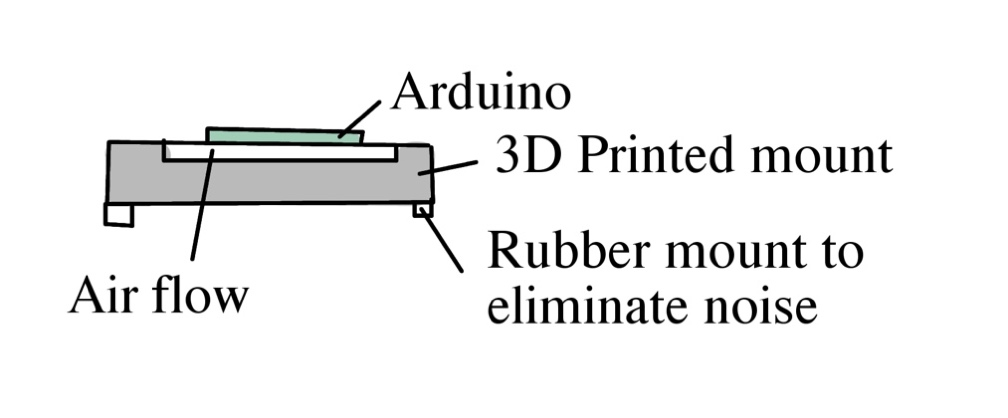 Arduino
3D Printed mount
Rubber mount to
eliminate noise
Air flow